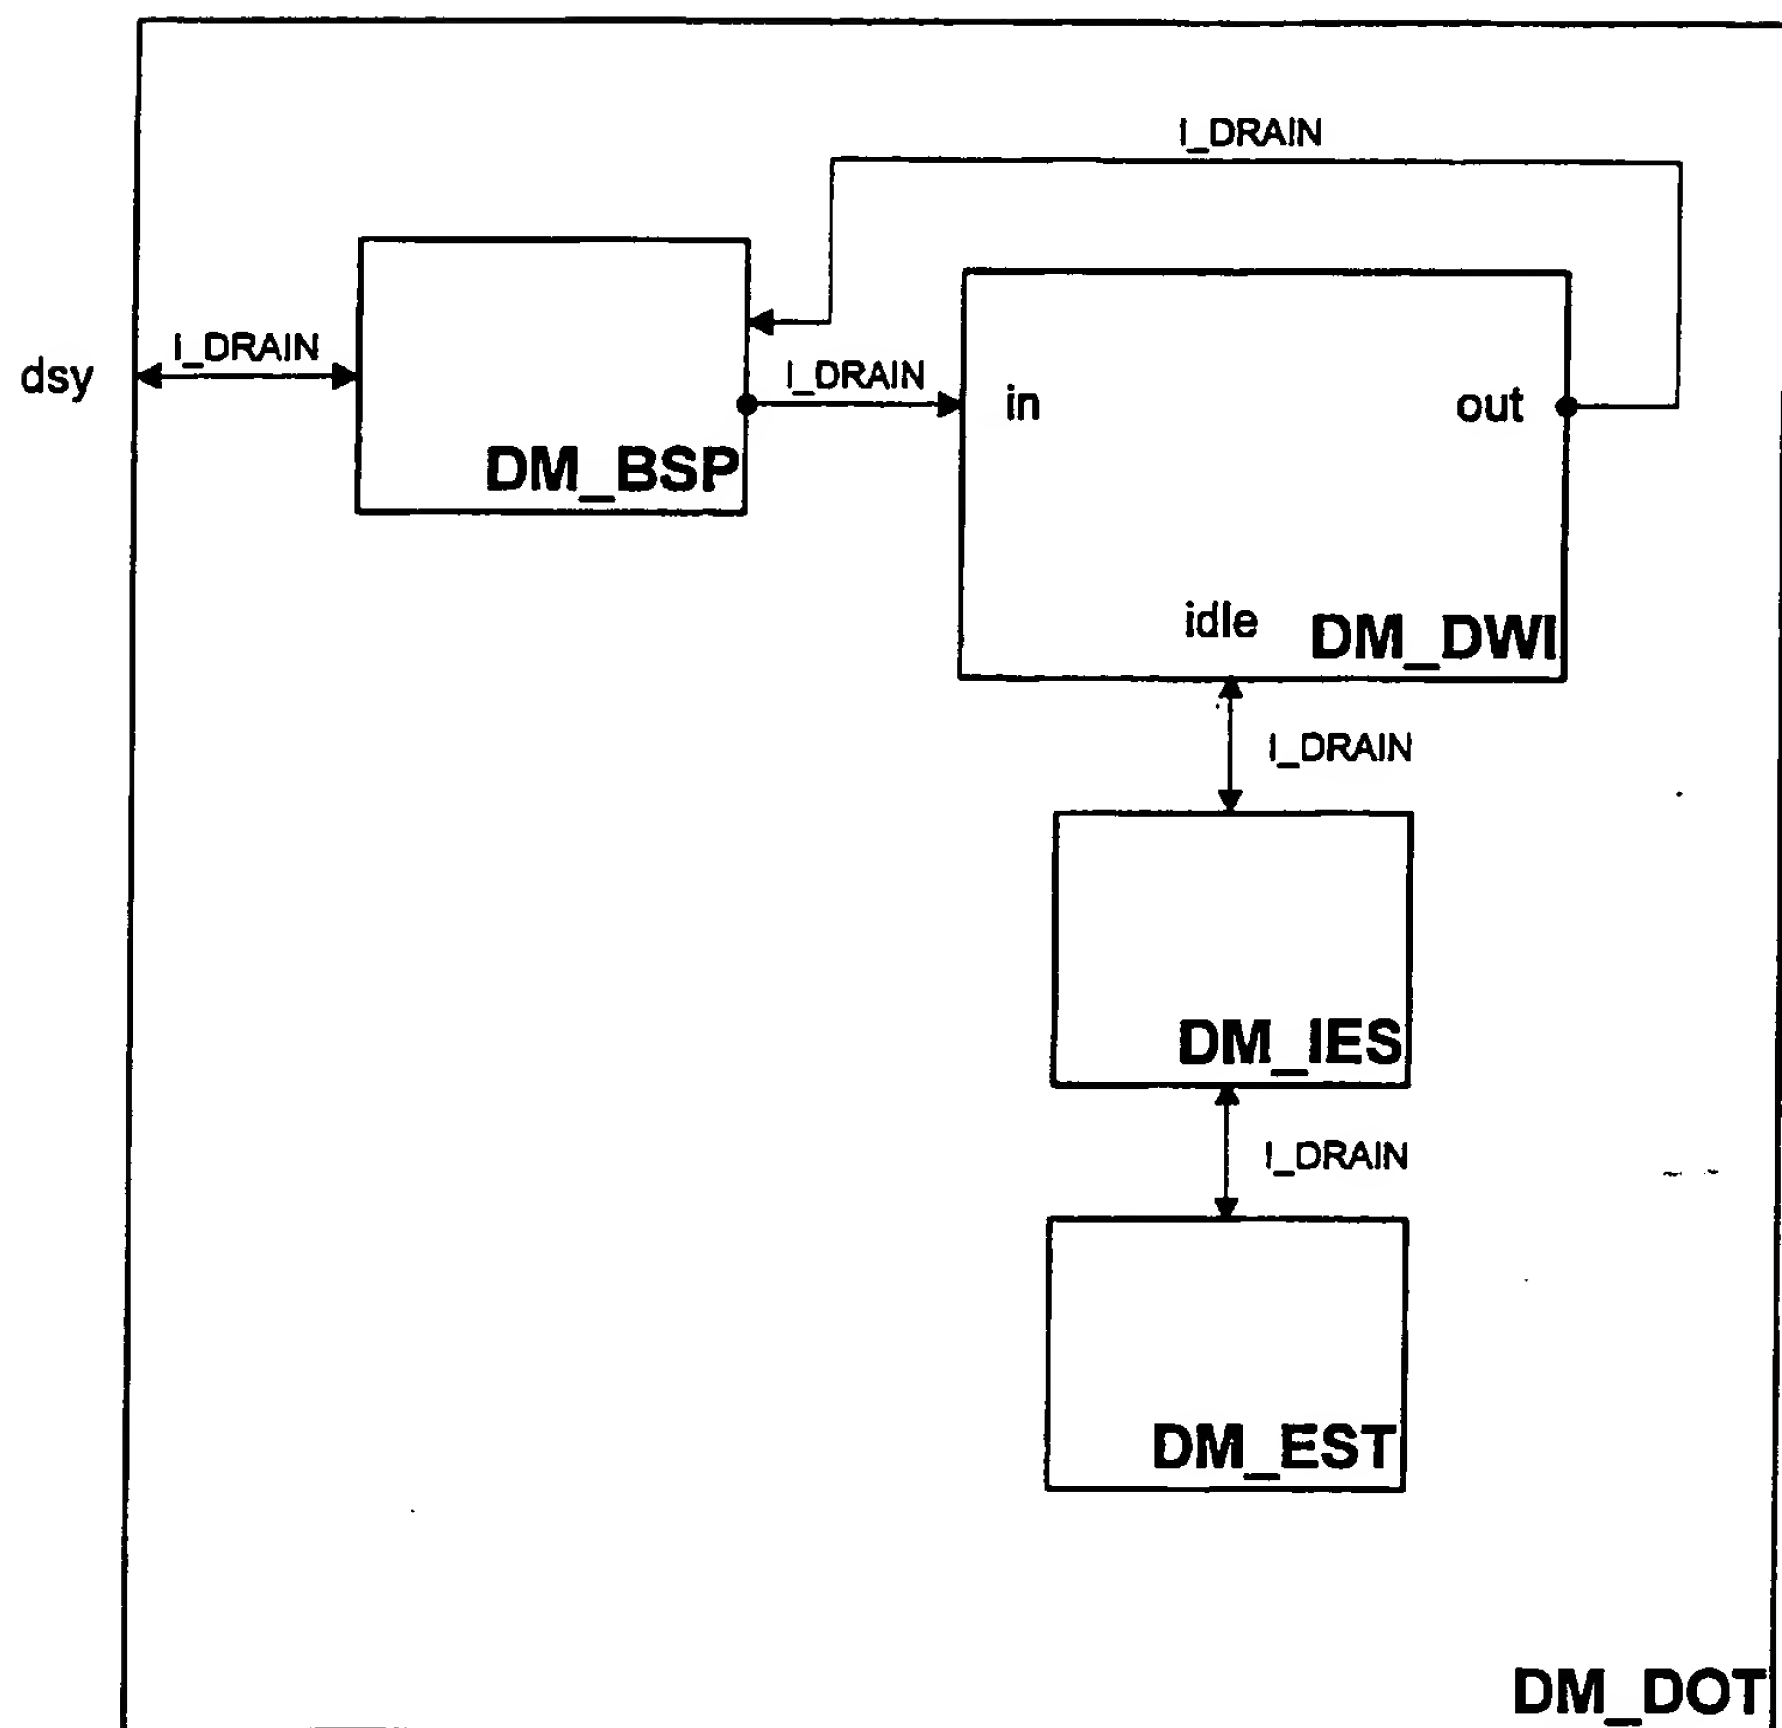 I_DRAIN
dsy
I_DRAIN
I_DRAIN
in
out
DM_BSP
idle
DM_DWI
I_DRAIN
DM_IES
I_DRAIN
DM_EST
DM_DOT